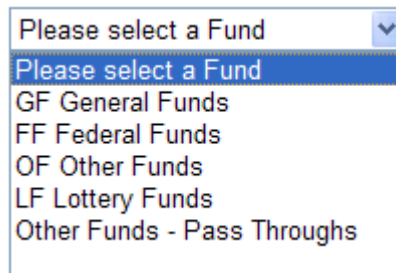 Please select a Fund
Please select a Fund
GF General Funds
FF Federal Funds
OF Other Funds
LF Lottery Funds
Other Funds - Pass Throughs